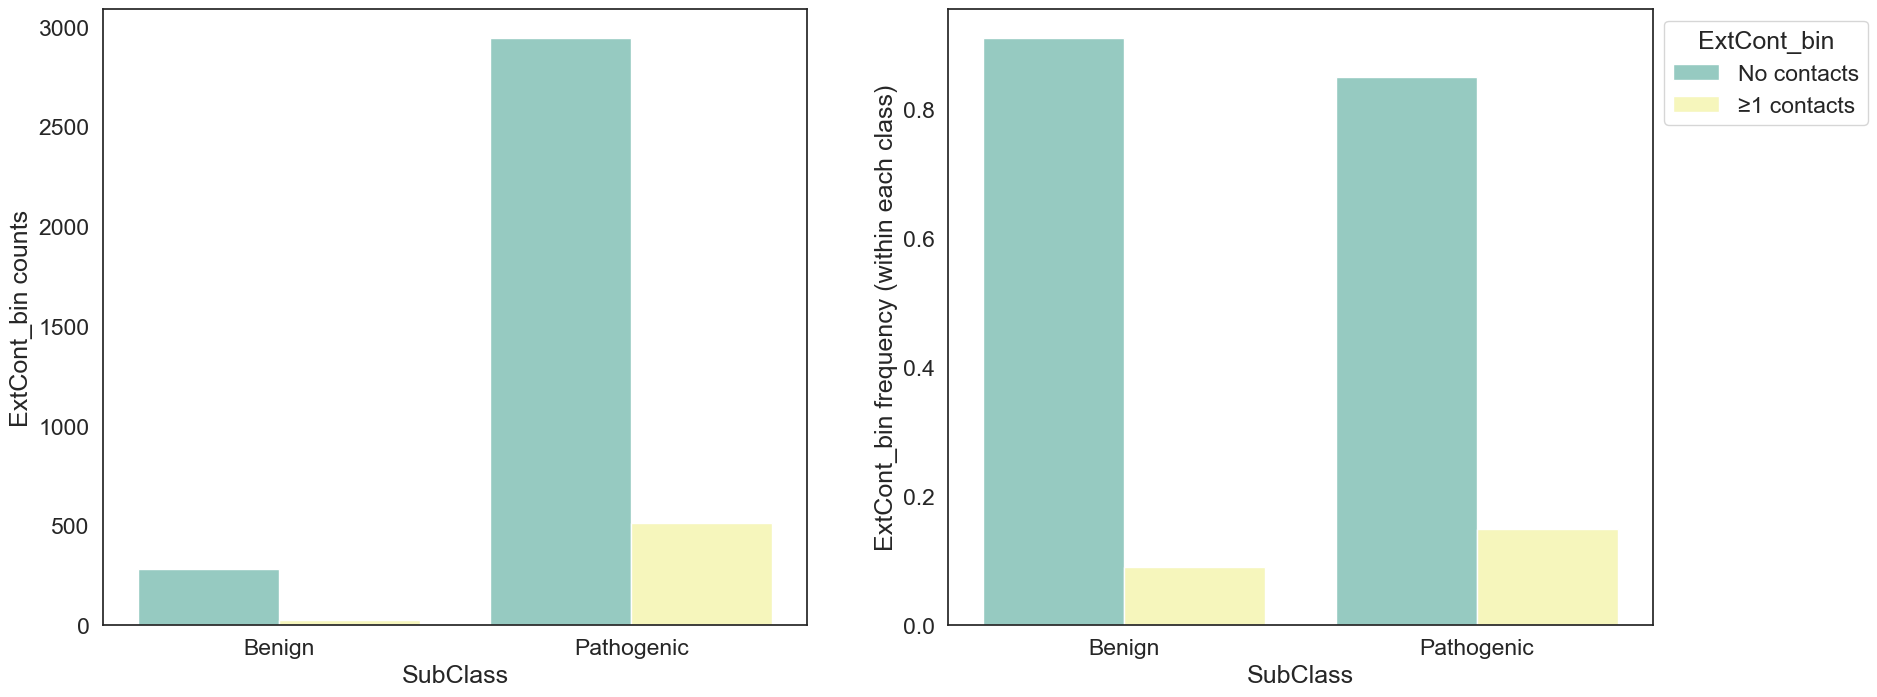 ExtCont_bin counts
3000
2500
2000
1500
1000
500
0
Benign
Pathogenic
SubClass
ExtCont_bin frequency (within each class)
0.8
0.6
0.4
0.2
0.0
Benign
Pathogenic
SubClass
ExtCont_bin
No contacts
≥1 contacts